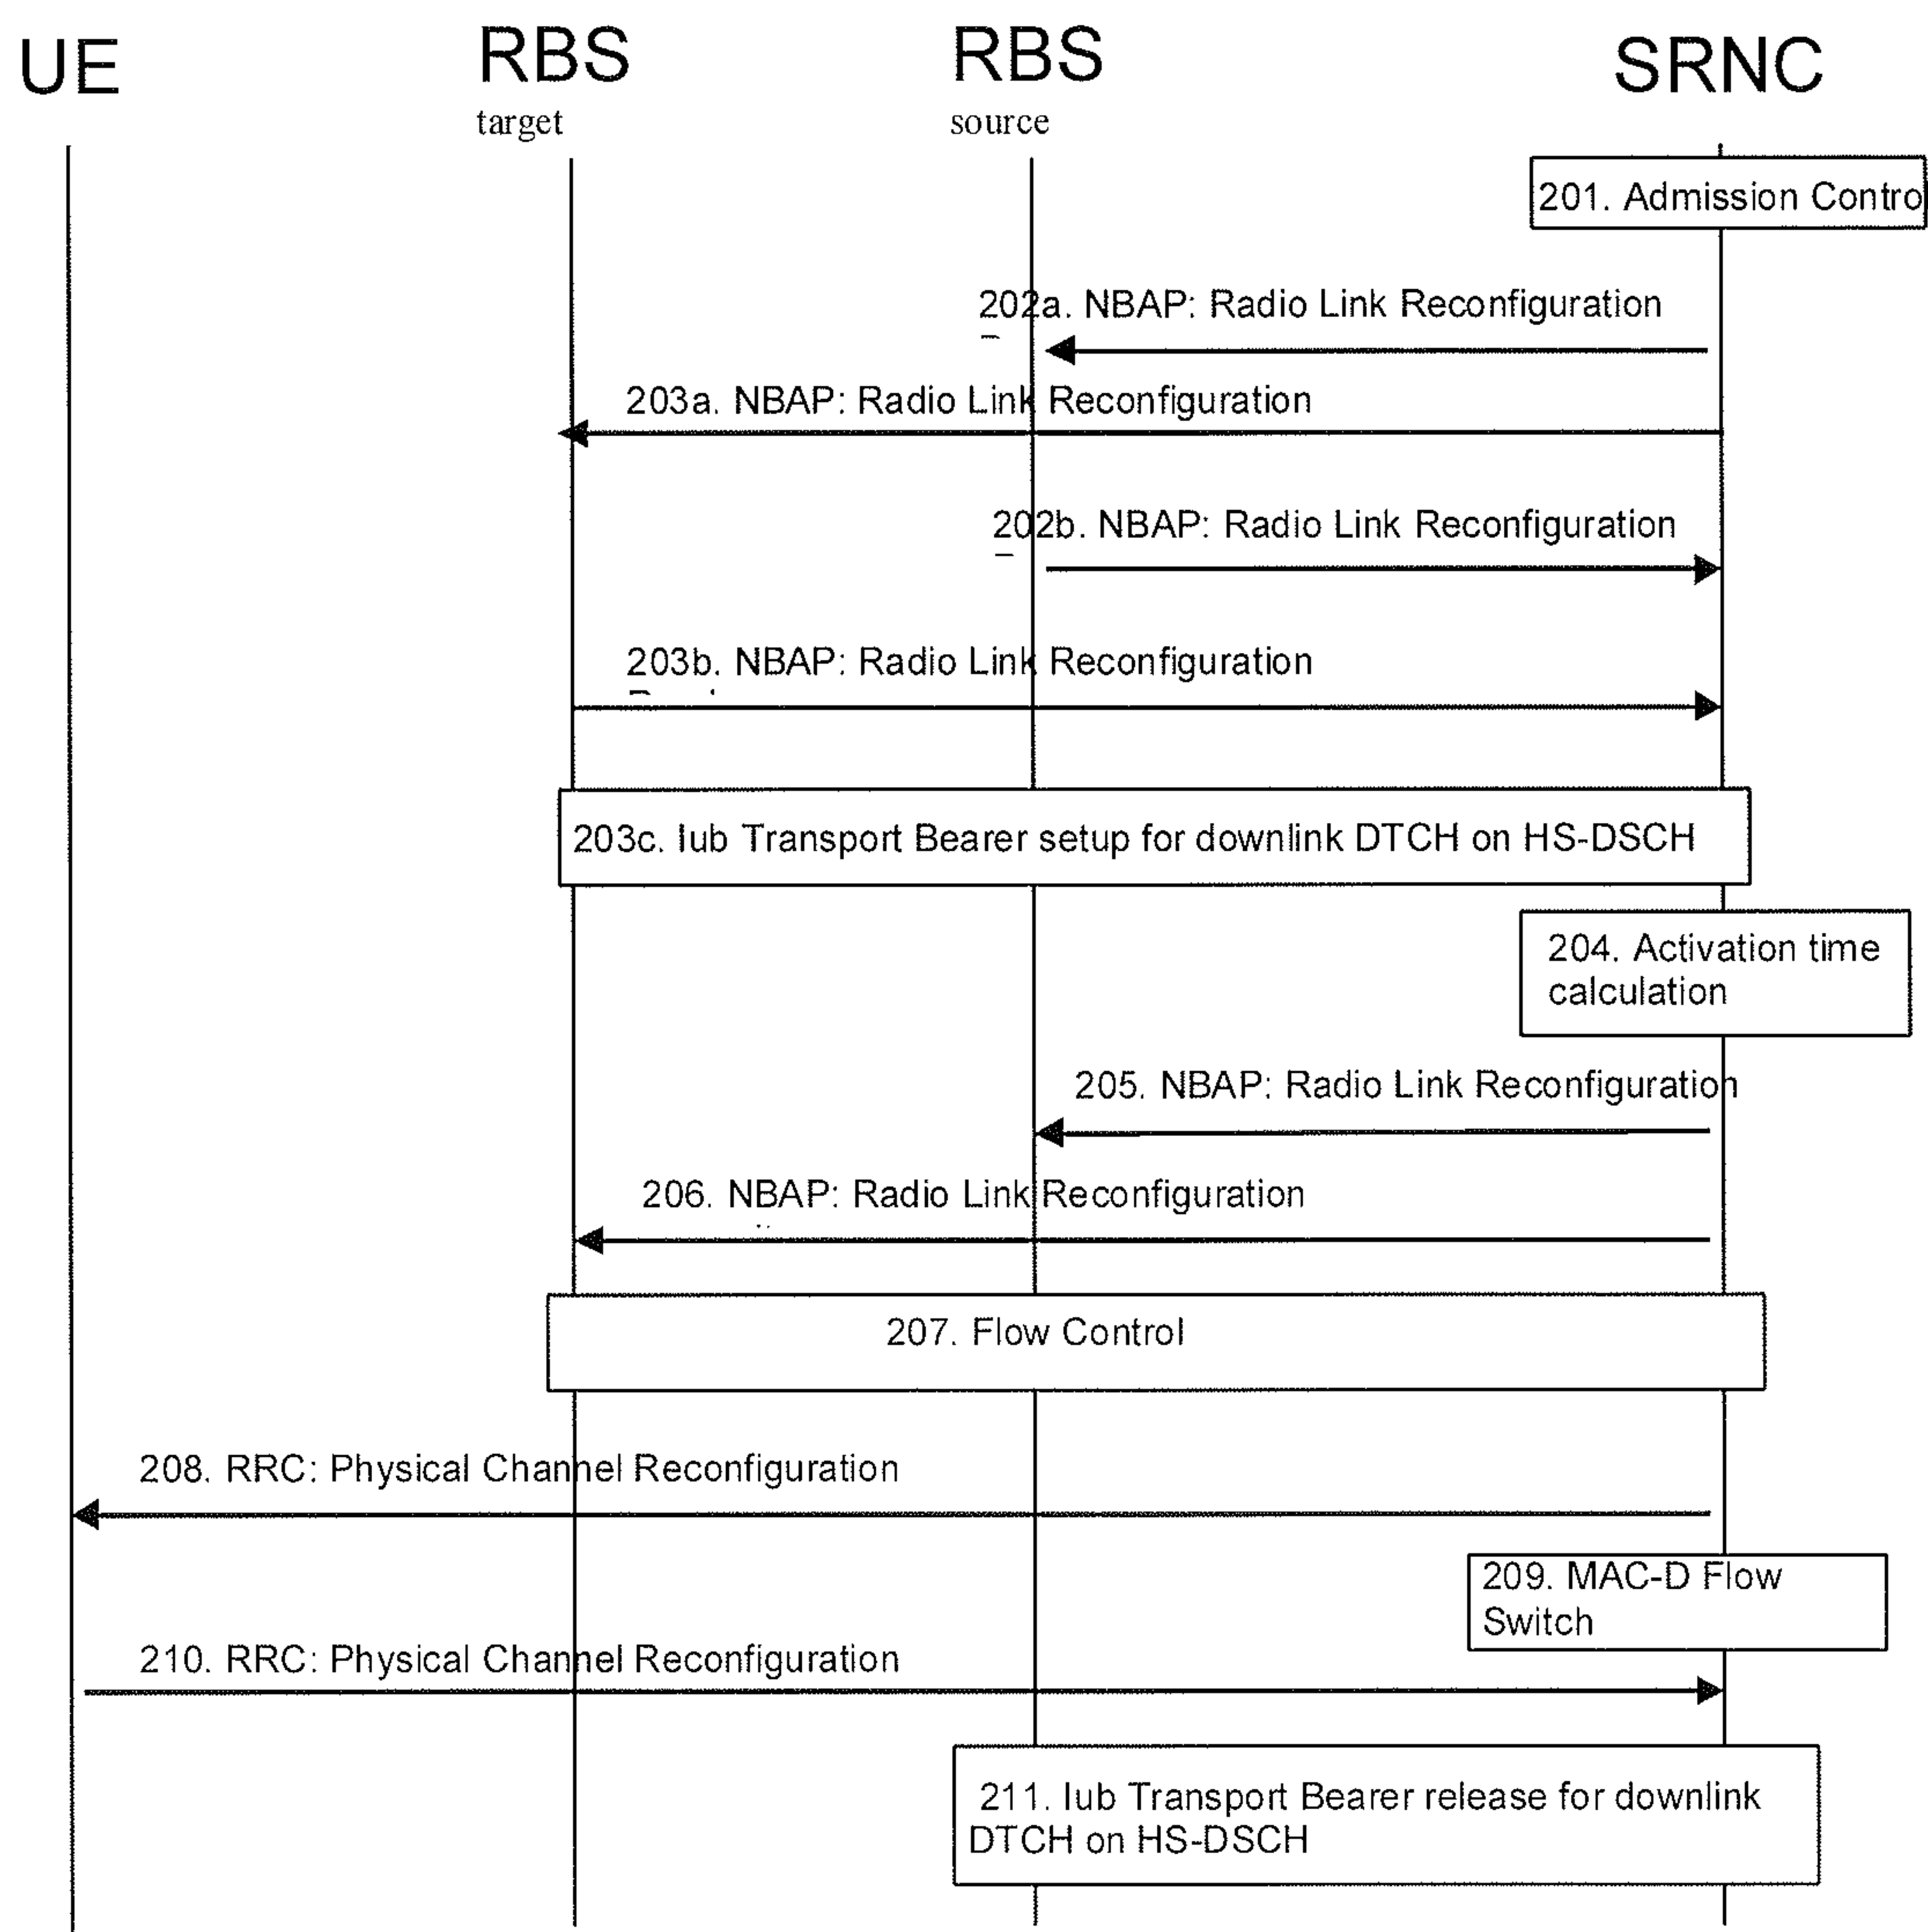 UE
RBS
target
RBS
source
SRNC
201. Admission Contro
202a. NBAP: Radio Link Reconfiguration
203a. NBAP: Radio Link Reconfiguration
202b. NBAP: Radio Link Reconfiguration
203b. NBAP: Radio Link Reconfiguration
203c. Iub Transport Bearer setup for downlink DTCH on HS-DSCH
204. Activation time
calculation
205. NBAP: Radio Link Reconfiguration
206. NBAP: Radio Link Reconfiguration
207. Flow Control
208. RRC: Physical Channel Reconfiguration
209. MAC-D Flow
Switch
210. RRC: Physical Channel Reconfiguration
211. Iub Transport Bearer release for downlink
DTCH on HS-DSCH